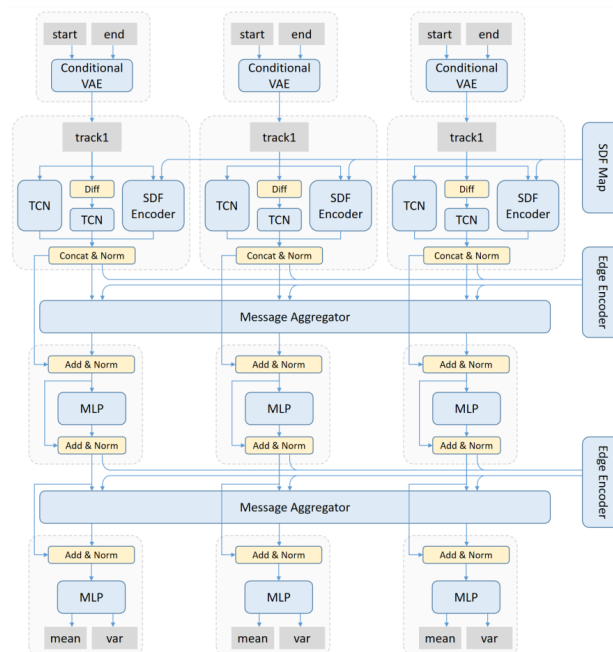 start end start end start end
Conditional VAE Conditional VAE Conditional VAE
track1 track1 track1
SDF Map
TCN Diff TCN SDF Encoder TCN Diff TCN SDF Encoder TCN Diff TCN SDF Encoder
Concat & Norm Concat & Norm Concat & Norm
Edge Encoder
Message Aggregator
Add & Norm Add & Norm Add & Norm
MLP MLP MLP
Add & Norm Add & Norm Add & Norm
Edge Encoder
Message Aggregator
Add & Norm Add & Norm Add & Norm
MLP MLP MLP
mean var mean var mean var